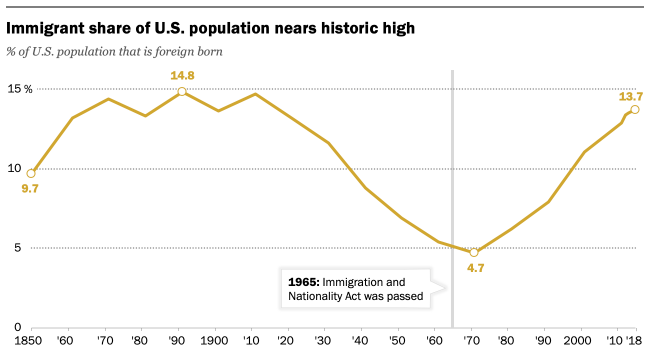 Immigrant share of U.S. population nears historic high
% of U.S. population that is foreign born
15 %
14.8
13.7
10
9.7
5
4.7
1965: Immigration and
Nationality Act was passed
0
1850 '60 '70 '80 '90 1900 '10 '20 '30 '40 '50 '60 '70 '80 '90 2000 '10 '18